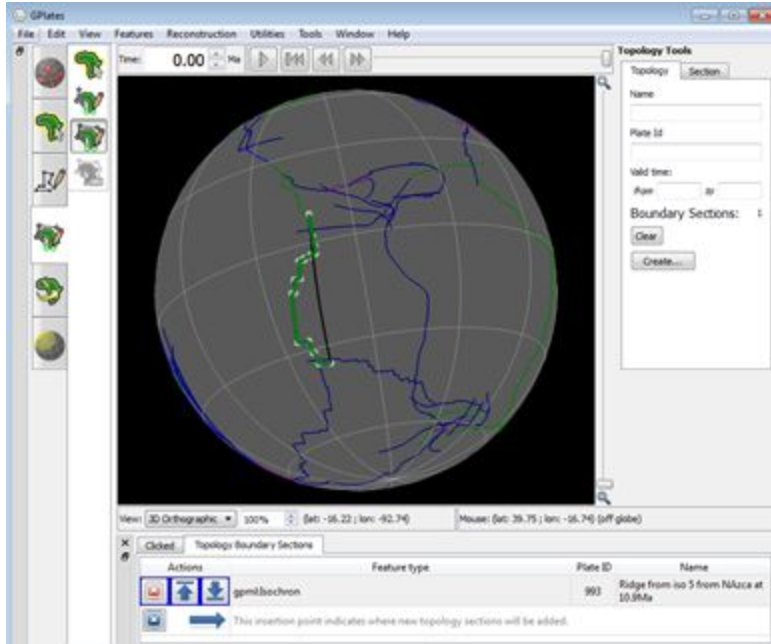 GPlates
File Edit View Features Reconstruction Utilities Tools Window Help
Time: 0.00 Ma
Topology Tools
Topology Section
Name
Plate Id
Valid time:
from to
Boundary Sections: 1
Clear
Create...
View: 3D Orthographic 100% (lat: -16.22 ; lon: -92.74) Mouse: (lat: 39.75 ; lon: -16.74) (off globe)
Clicked Topology Boundary Sections
Actions Feature type Plate ID Name
gpml:Isochron 993 Ridge from iso 5 from NAzca at
10.9Ma
This insertion point indicates where new topology sections will be added.